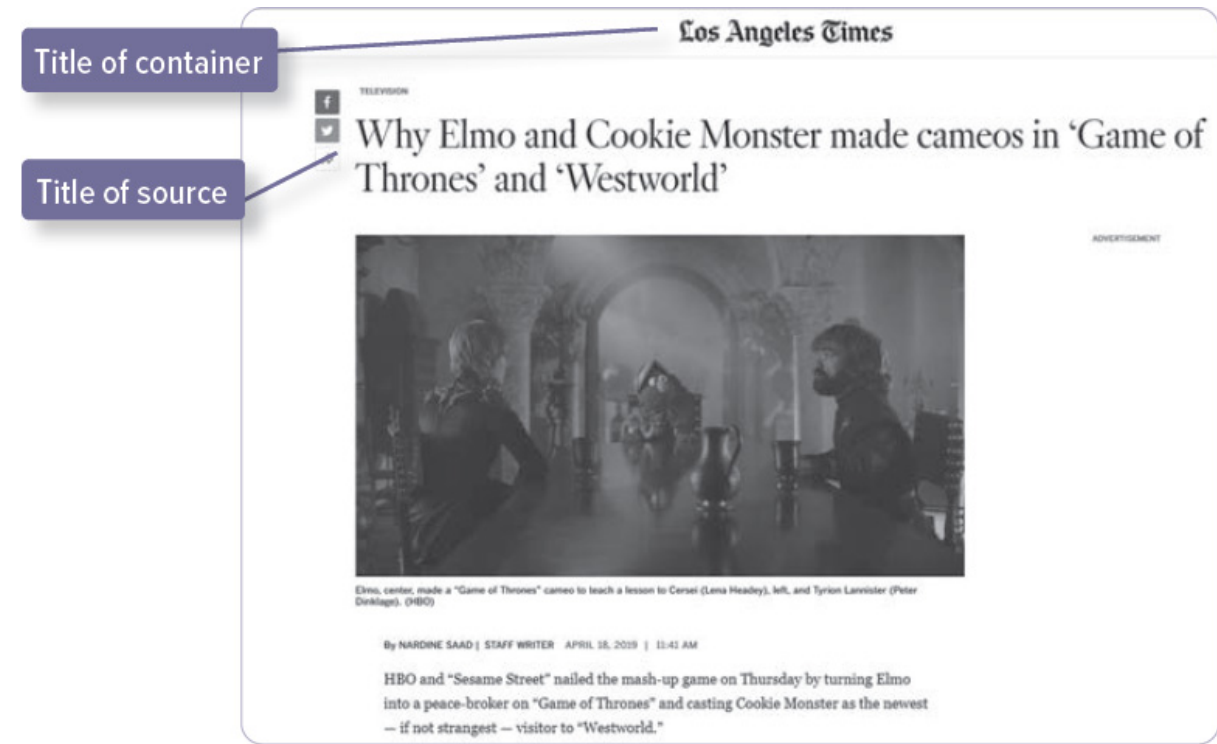 Title of container
Los Angeles Times
TELEVISION
Title of source
Why Elmo and Cookie Monster made cameos in ‘Game of
Thrones’ and ‘Westworld’
ADVERTISEMENT
Elmo, center, made a "Game of Thrones" cameo to teach a lesson to Cersei (Lena Headey), left, and Tyrion Lannister (Peter
Dinklage). (HBO)
By NARDINE SAAD | STAFF WRITER APRIL 18, 2019 | 11:41 AM
HBO and “Sesame Street” nailed the mash-up game on Thursday by turning Elmo
into a peace-broker on “Game of Thrones” and casting Cookie Monster as the newest
— if not strangest — visitor to “Westworld.”